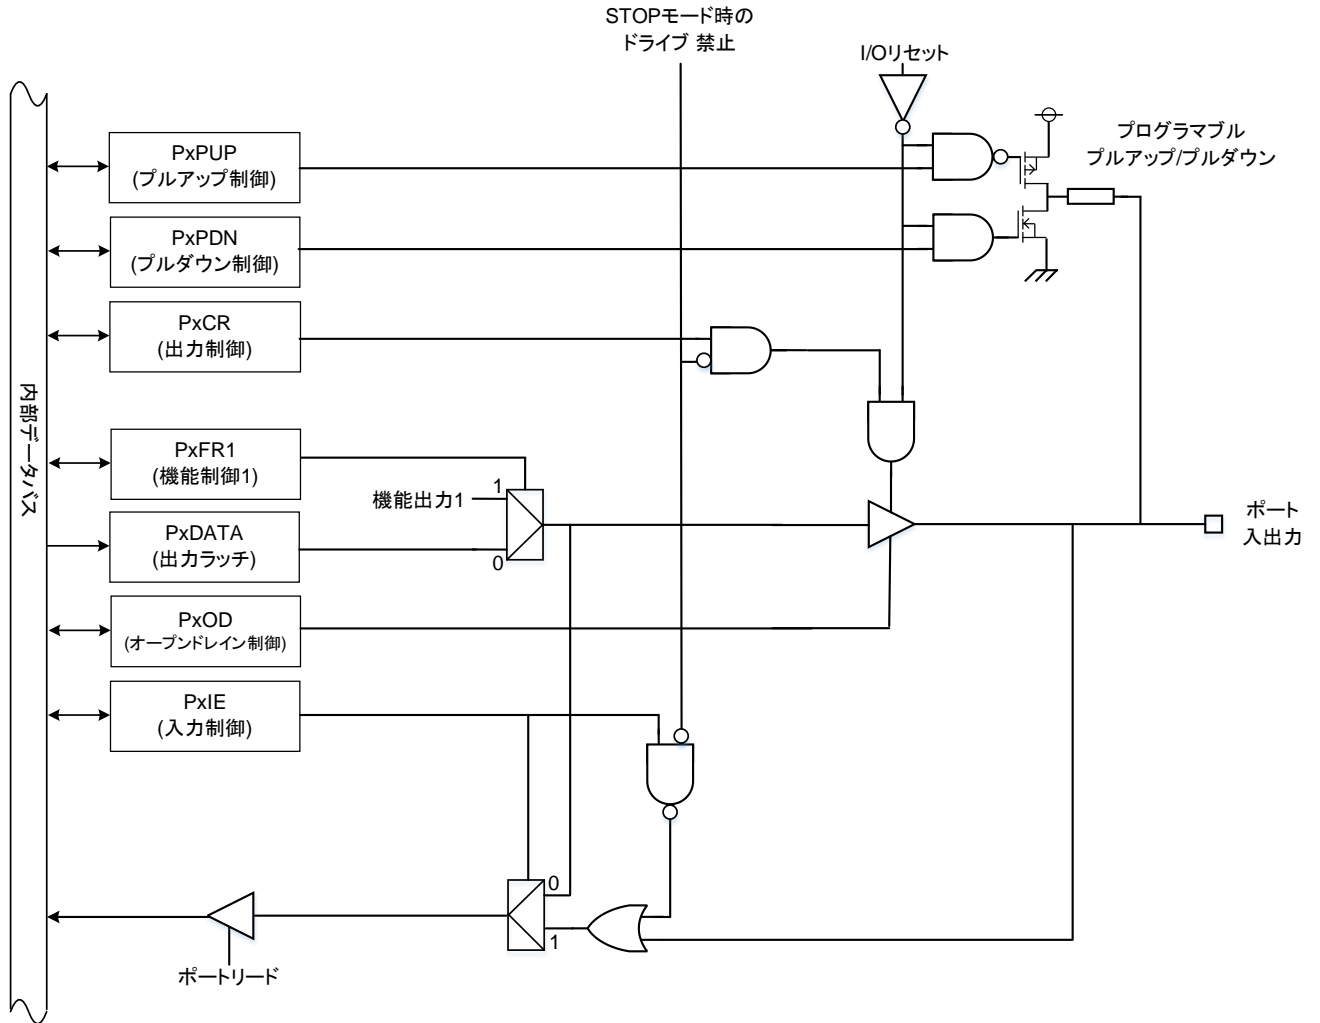 STOPモード時の
ドライブ 禁止
I/Oリセット
プログラマブル
プルアップ/プルダウン
PxPUP
(プルアップ制御)
PxPDN
(プルダウン制御)
PxCR
(出力制御)
内部データバス
PxFR1
(機能制御1)
機能出力1
1
0
PxDATA
(出力ラッチ)
ポート
入出力
PxOD
(オープンドレイン制御)
PxIE
(入力制御)
0
1
ポートリード